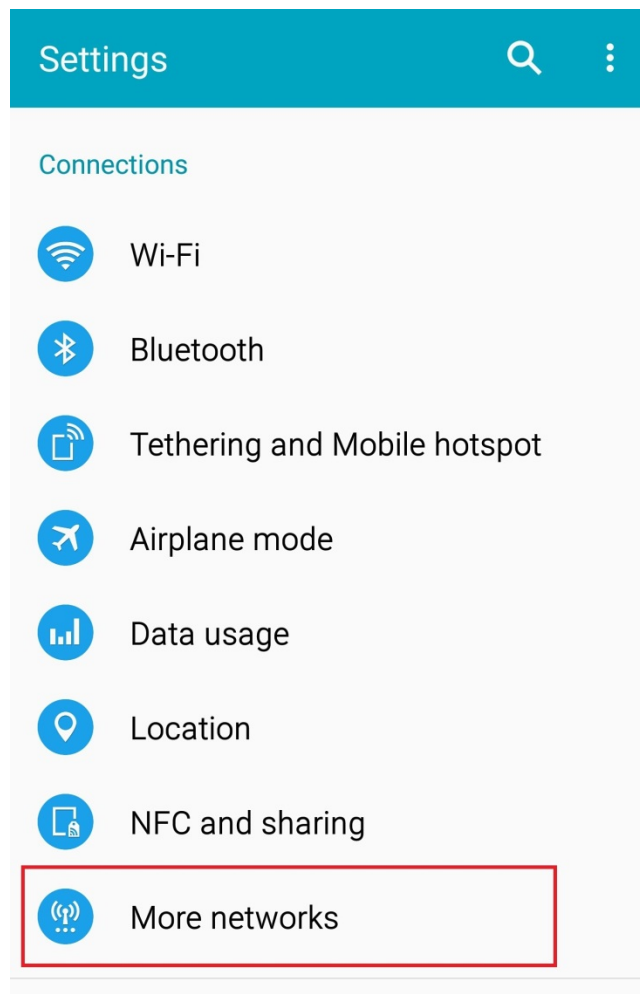 Settings
Connections
Wi-Fi
Bluetooth
Tethering and Mobile hotspot
Airplane mode
Data usage
Location
NFC and sharing
More networks